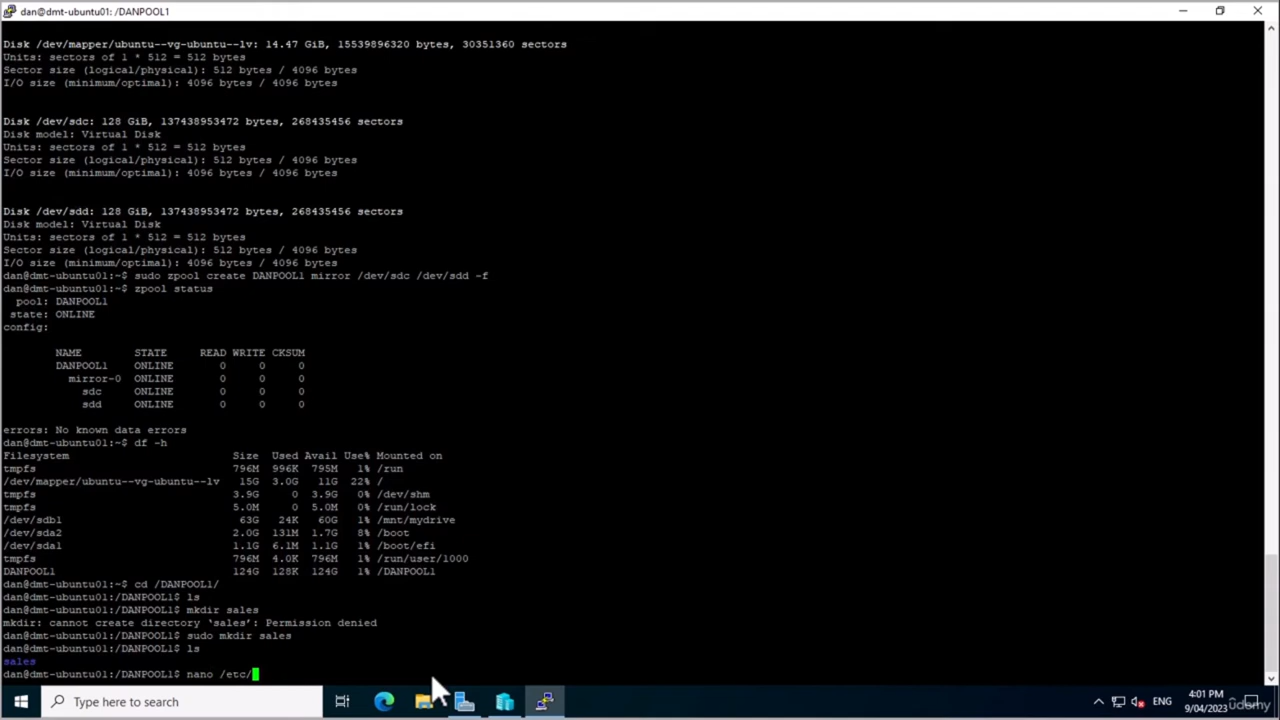 dan@dmt-ubuntu01: /DANPOOL1
Disk /dev/mapper/ubuntu--vg-ubuntu--lv: 14.47 GiB, 15539896320 bytes, 30351360 sectors
Units: sectors of 1 * 512 = 512 bytes
Sector size (logical/physical): 512 bytes / 4096 bytes
I/O size (minimum/optimal): 4096 bytes / 4096 bytes
Disk /dev/sdc: 128 GiB, 137438953472 bytes, 268435456 sectors
Disk model: Virtual Disk
Units: sectors of 1 * 512 = 512 bytes
Sector size (logical/physical): 512 bytes / 4096 bytes
I/O size (minimum/optimal): 4096 bytes / 4096 bytes
Disk /dev/sdd: 128 GiB, 137438953472 bytes, 268435456 sectors
Disk model: Virtual Disk
Units: sectors of 1 * 512 = 512 bytes
Sector size (logical/physical): 512 bytes / 4096 bytes
I/O size (minimum/optimal): 4096 bytes / 4096 bytes
dan@dmt-ubuntu01:~$ sudo zpool create DANPOOL1 mirror /dev/sdc /dev/sdd -f
dan@dmt-ubuntu01:~$ zpool status
pool: DANPOOL1
state: ONLINE
config:
NAME STATE READ WRITE CKSUM
DANPOOL1 ONLINE 0 0 0
mirror-0 ONLINE 0 0 0
sdc ONLINE 0 0 0
sdd ONLINE 0 0 0
errors: No known data errors
dan@dmt-ubuntu01:~$ df -h
Filesystem Size Used Avail Use% Mounted on
tmpfs 796M 996K 795M 1% /run
/dev/mapper/ubuntu--vg-ubuntu--lv 15G 3.0G 11G 22% /
tmpfs 3.9G 0 3.9G 0% /dev/shm
tmpfs 5.0M 0 5.0M 0% /run/lock
/dev/sdb1 63G 24K 60G 1% /mnt/mydrive
/dev/sda2 2.0G 131M 1.7G 8% /boot
/dev/sda1 1.1G 6.1M 1.1G 1% /boot/efi
tmpfs 796M 4.0K 796M 1% /run/user/1000
DANPOOL1 124G 128K 124G 1% /DANPOOL1
dan@dmt-ubuntu01:~$ cd /DANPOOL1/
dan@dmt-ubuntu01:/DANPOOL1$ ls
dan@dmt-ubuntu01:/DANPOOL1$ mkdir sales
mkdir: cannot create directory ‘sales’: Permission denied
dan@dmt-ubuntu01:/DANPOOL1$ sudo mkdir sales
dan@dmt-ubuntu01:/DANPOOL1$ ls
sales
dan@dmt-ubuntu01:/DANPOOL1$ nano /etc/
Type here to search
ENG
4:01 PM
9/04/2023
udemy